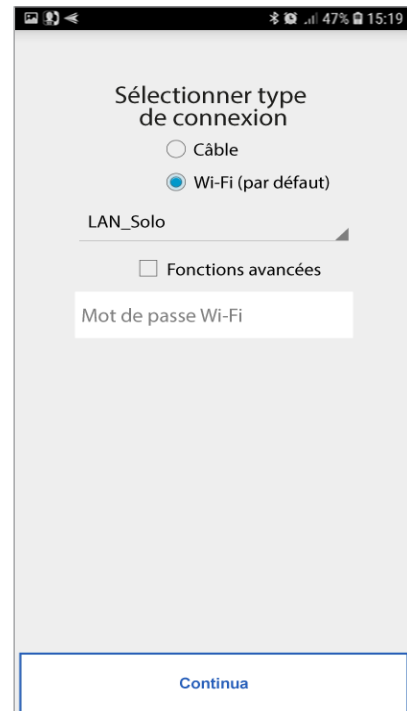 47% 15:19
Sélectionner type
de connexion
Câble
Wi-Fi (par défaut)
LAN_Solo
Fonctions avancées
Mot de passe Wi-Fi
Continua